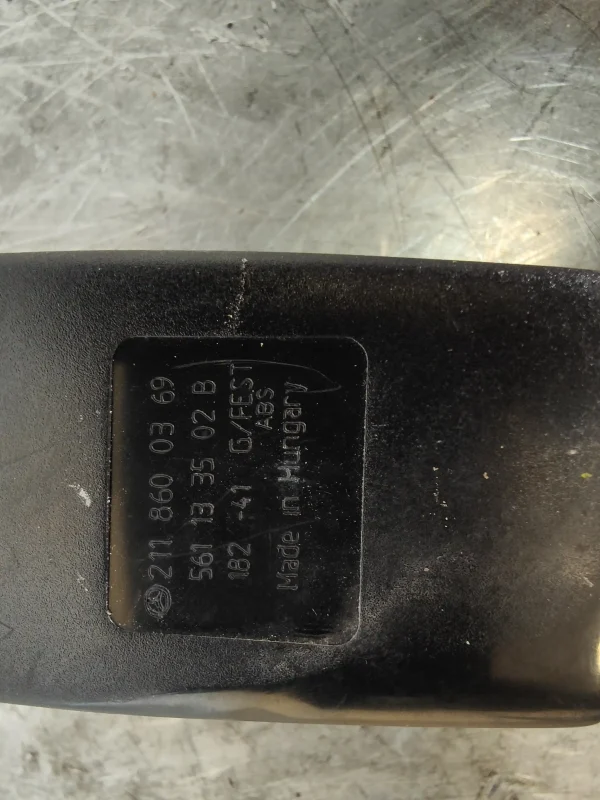 211 860 03 69
561 13 35 02 B
182 -41 G/FEST
ABS
Made in Hungary